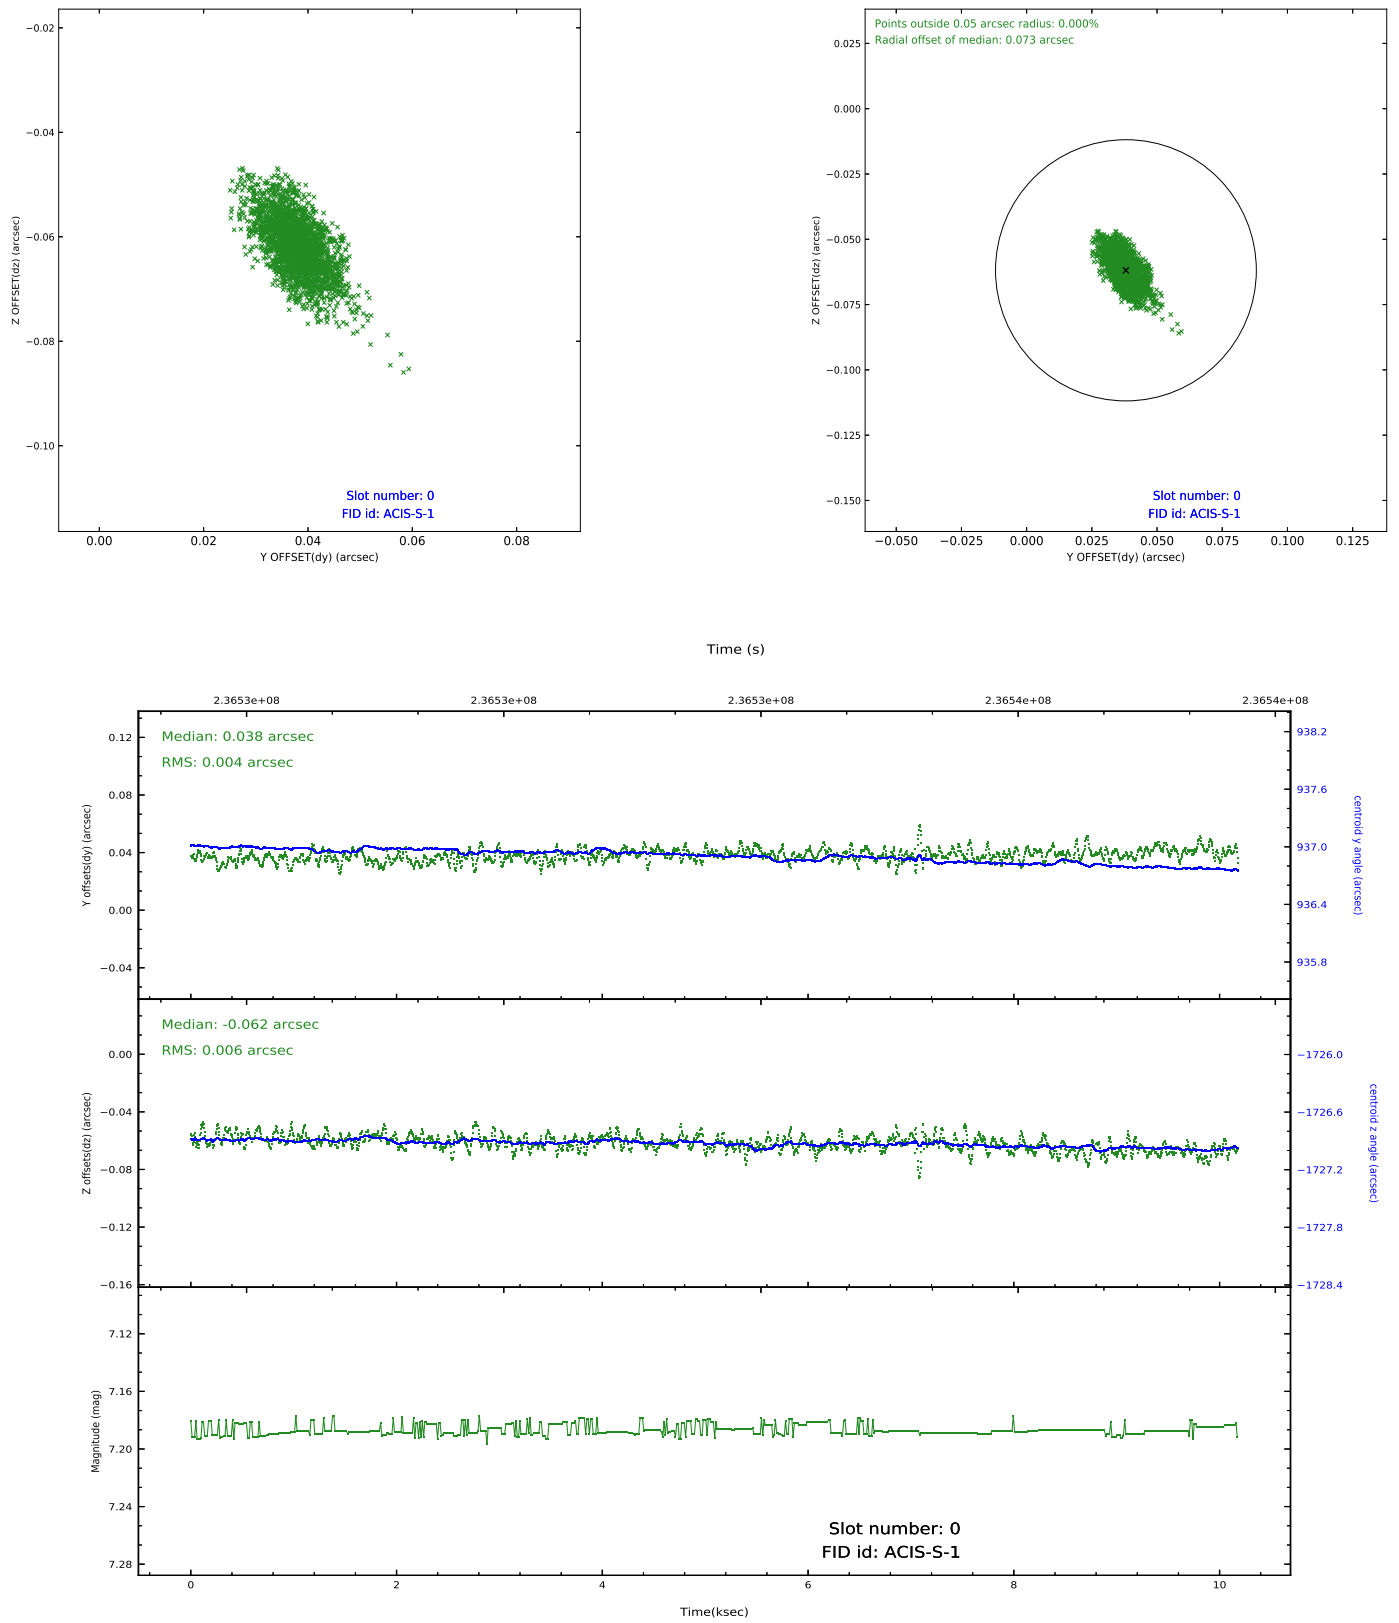 −0.02
−0.04
−0.06
−0.08
−0.10
Z OFFSET(dz) (arcsec)
Slot number: 0
FID id: ACIS-S-1
0.00 0.02 0.04 0.06 0.08
Y OFFSET(dy) (arcsec)
Points outside 0.05 arcsec radius: 0.000%
Radial offset of median: 0.073 arcsec
0.025
0.000
−0.025
−0.050
−0.075
−0.100
−0.125
−0.150
Z OFFSET(dz) (arcsec)
Slot number: 0
FID id: ACIS-S-1
−0.050 −0.025 0.000 0.025 0.050 0.075 0.100 0.125
Y OFFSET(dy) (arcsec)
Time (s)
2.3653e+08 2.3653e+08 2.3653e+08 2.3654e+08 2.3654e+08
Median: 0.038 arcsec
RMS: 0.004 arcsec
0.12
0.08
0.04
0.00
−0.04
Y offsets(dy) (arcsec)
938.2
937.6
937.0
936.4
935.8
centroid y angle (arcsec)
Median: -0.062 arcsec
RMS: 0.006 arcsec
0.00
−0.04
−0.08
−0.12
−0.16
Z offsets(dz) (arcsec)
−1726.0
−1726.6
−1727.2
−1727.8
−1728.4
centroid z angle (arcsec)
7.12
7.16
7.20
7.24
7.28
Magnitude (mag)
Slot number: 0
FID id: ACIS-S-1
0 2 4 6 8 10
Time(ksec)